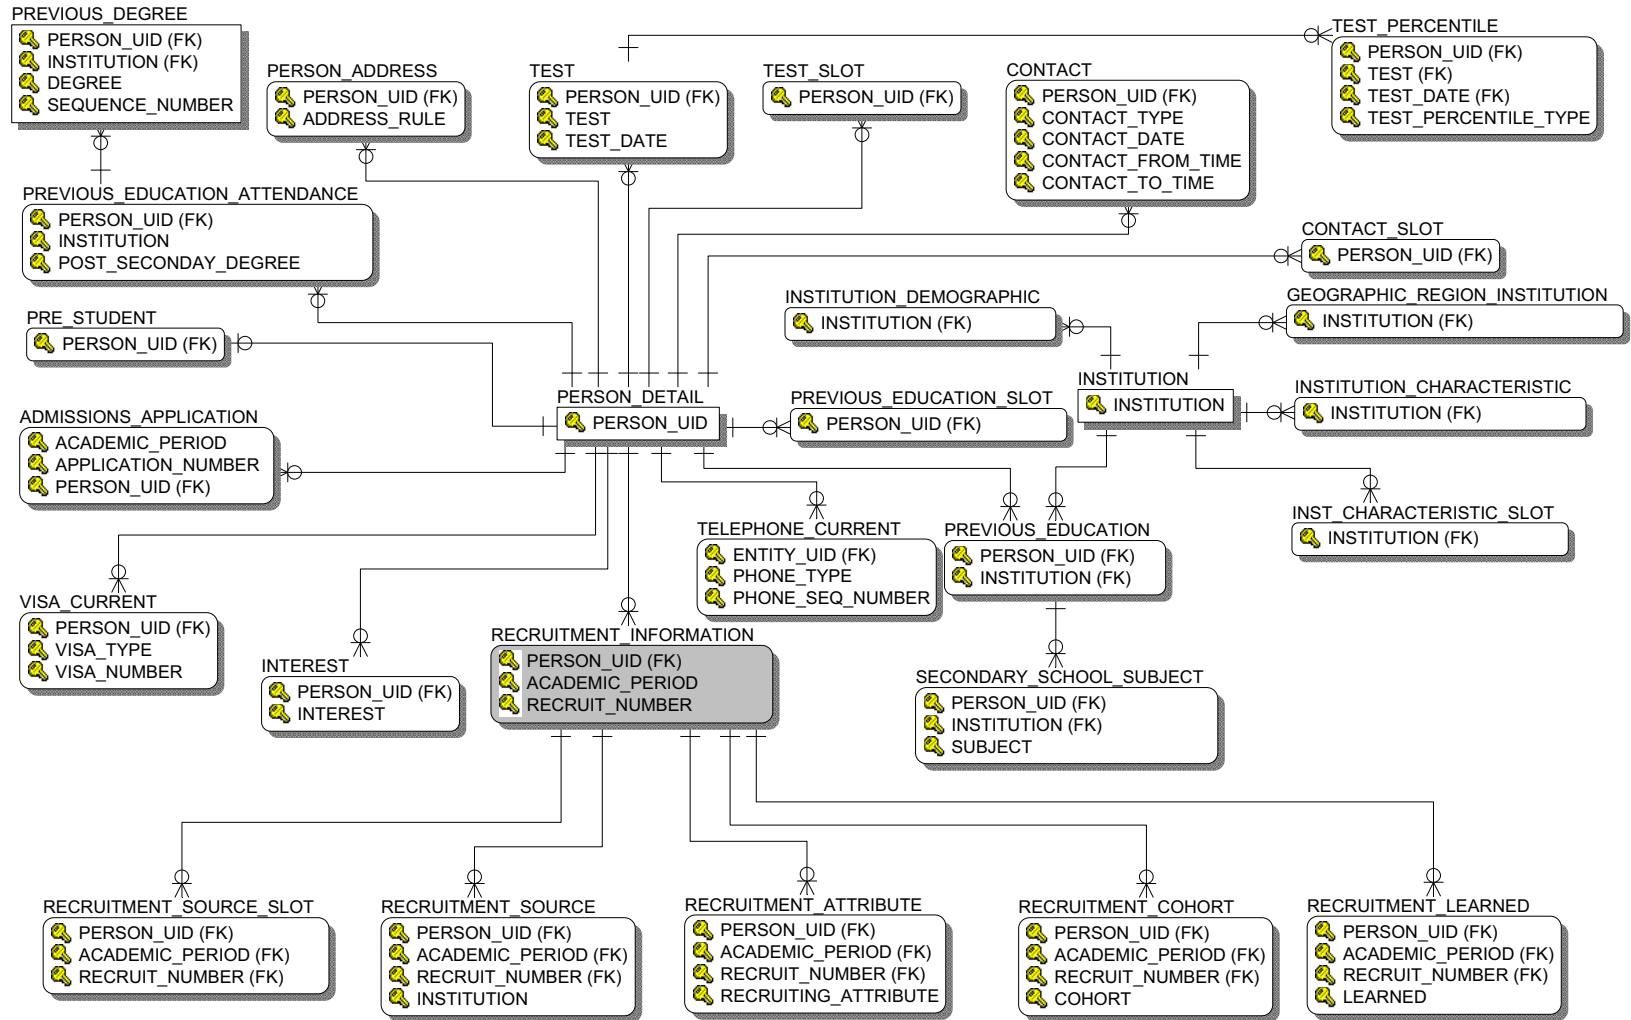 PREVIOUS_DEGREE
PERSON_UID (FK)
INSTITUTION (FK)
DEGREE
SEQUENCE_NUMBER
PERSON_ADDRESS
PERSON_UID (FK)
ADDRESS_RULE
TEST
PERSON_UID (FK)
TEST
TEST_DATE
TEST_SLOT
PERSON_UID (FK)
CONTACT
PERSON_UID (FK)
CONTACT_TYPE
CONTACT_DATE
CONTACT_FROM_TIME
CONTACT_TO_TIME
TEST_PERCENTILE
PERSON_UID (FK)
TEST (FK)
TEST_DATE (FK)
TEST_PERCENTILE_TYPE
PREVIOUS_EDUCATION_ATTENDANCE
PERSON_UID (FK)
INSTITUTION
POST_SECONDAY_DEGREE
CONTACT_SLOT
PERSON_UID (FK)
PRE_STUDENT
PERSON_UID (FK)
INSTITUTION_DEMOGRAPHIC
INSTITUTION (FK)
GEOGRAPHIC_REGION_INSTITUTION
INSTITUTION (FK)
ADMISSIONS_APPLICATION
ACADEMIC_PERIOD
APPLICATION_NUMBER
PERSON_UID (FK)
PERSON_DETAIL
PERSON_UID
PREVIOUS_EDUCATION_SLOT
PERSON_UID (FK)
INSTITUTION
INSTITUTION
INSTITUTION_CHARACTERISTIC
INSTITUTION (FK)
VISA_CURRENT
PERSON_UID (FK)
VISA_TYPE
VISA_NUMBER
INTEREST
PERSON_UID (FK)
INTEREST
RECRUITMENT_INFORMATION
PERSON_UID (FK)
ACADEMIC_PERIOD
RECRUIT_NUMBER
TELEPHONE_CURRENT
ENTITY_UID (FK)
PHONE_TYPE
PHONE_SEQ_NUMBER
PREVIOUS_EDUCATION
PERSON_UID (FK)
INSTITUTION (FK)
INST_CHARACTERISTIC_SLOT
INSTITUTION (FK)
SECONDARY_SCHOOL_SUBJECT
PERSON_UID (FK)
INSTITUTION (FK)
SUBJECT
RECRUITMENT_SOURCE_SLOT
PERSON_UID (FK)
ACADEMIC_PERIOD (FK)
RECRUIT_NUMBER (FK)
RECRUITMENT_SOURCE
PERSON_UID (FK)
ACADEMIC_PERIOD (FK)
RECRUIT_NUMBER (FK)
INSTITUTION
RECRUITMENT_ATTRIBUTE
PERSON_UID (FK)
ACADEMIC_PERIOD (FK)
RECRUIT_NUMBER (FK)
RECRUITING_ATTRIBUTE
RECRUITMENT_COHORT
PERSON_UID (FK)
ACADEMIC_PERIOD (FK)
RECRUIT_NUMBER (FK)
COHORT
RECRUITMENT_LEARNED
PERSON_UID (FK)
ACADEMIC_PERIOD (FK)
RECRUIT_NUMBER (FK)
LEARNED